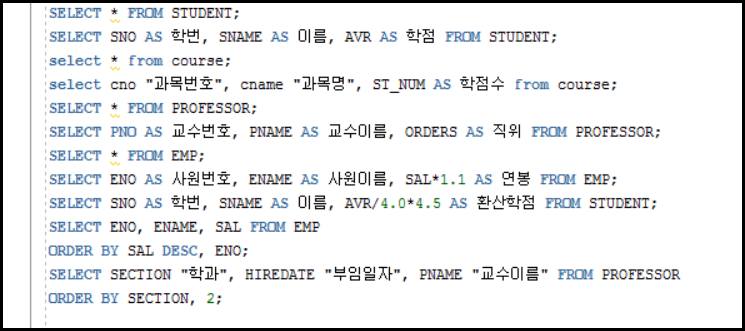 SELECT * FROM STUDENT;
SELECT SNO AS 학번, SNAME AS 이름, AVR AS 학점 FROM STUDENT;
select * from course;
select cno "과목번호", cname "과목명", ST_NUM AS 학점수 from course;
SELECT * FROM PROFESSOR;
SELECT PNO AS 교수번호, PNAME AS 교수이름, ORDERS AS 직위 FROM PROFESSOR;
SELECT * FROM EMP;
SELECT ENO AS 사원번호, ENAME AS 사원이름, SAL*1.1 AS 연봉 FROM EMP;
SELECT SNO AS 학번, SNAME AS 이름, AVR/4.0*4.5 AS 환산학점 FROM STUDENT;
SELECT ENO, ENAME, SAL FROM EMP
ORDER BY SAL DESC, ENO;
SELECT SECTION "학과", HIREDATE "부임일자", PNAME "교수이름" FROM PROFESSOR
ORDER BY SECTION, 2;